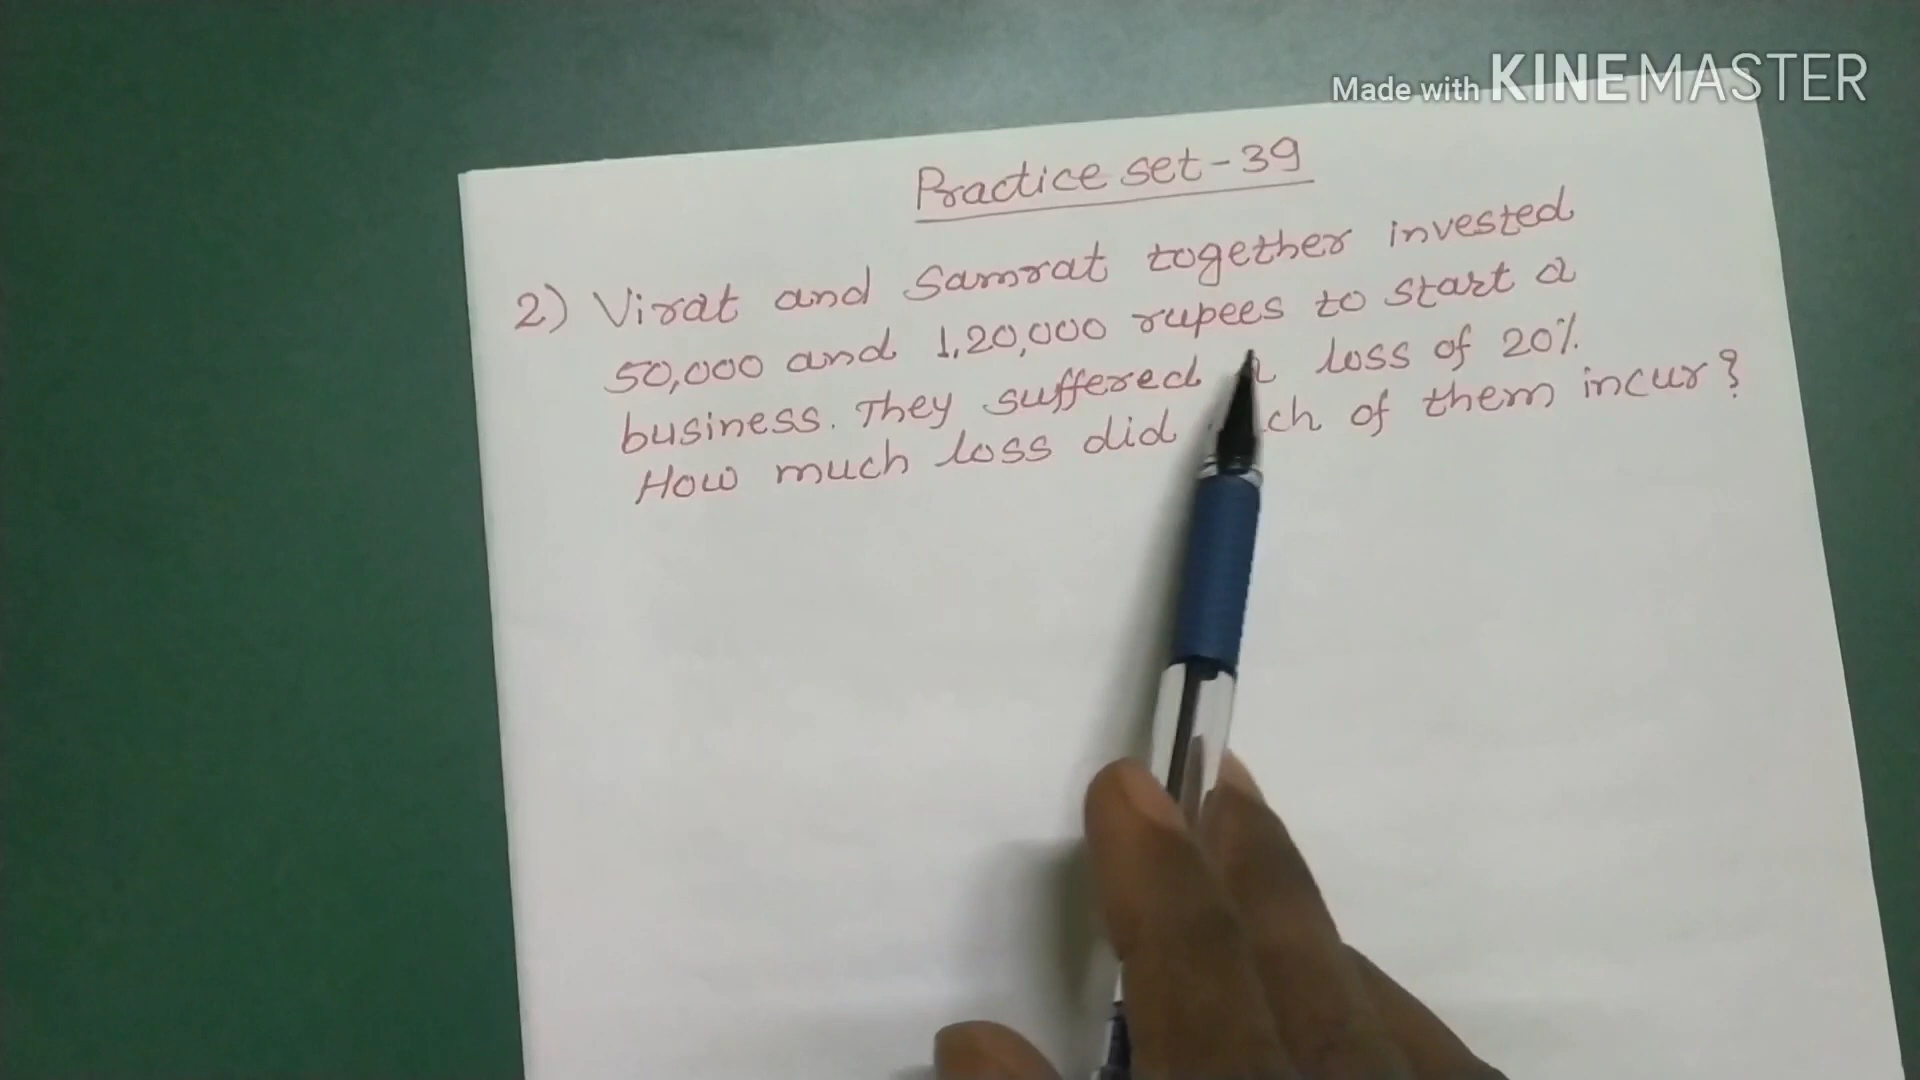 Made with KINEMASTER
Practice set-39
2) Virat and Samrat together invested
50,000 and 1,20,000 rupees to start a
business. They suffered a loss of 20%.
How much loss did of them incur?